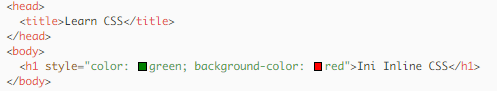 <head>
<title>Learn CSS</title>
</head>
<body>
<h1 style="color: green; background-color: red">Ini Inline CSS</h1>
</body>